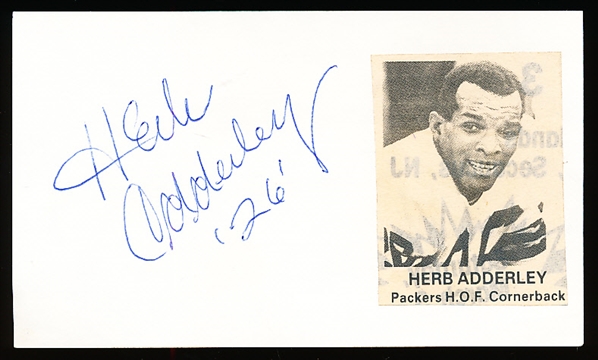 Herb
Adderley
'26'
HERB ADDERLEY
Packers H.O.F. Cornerback